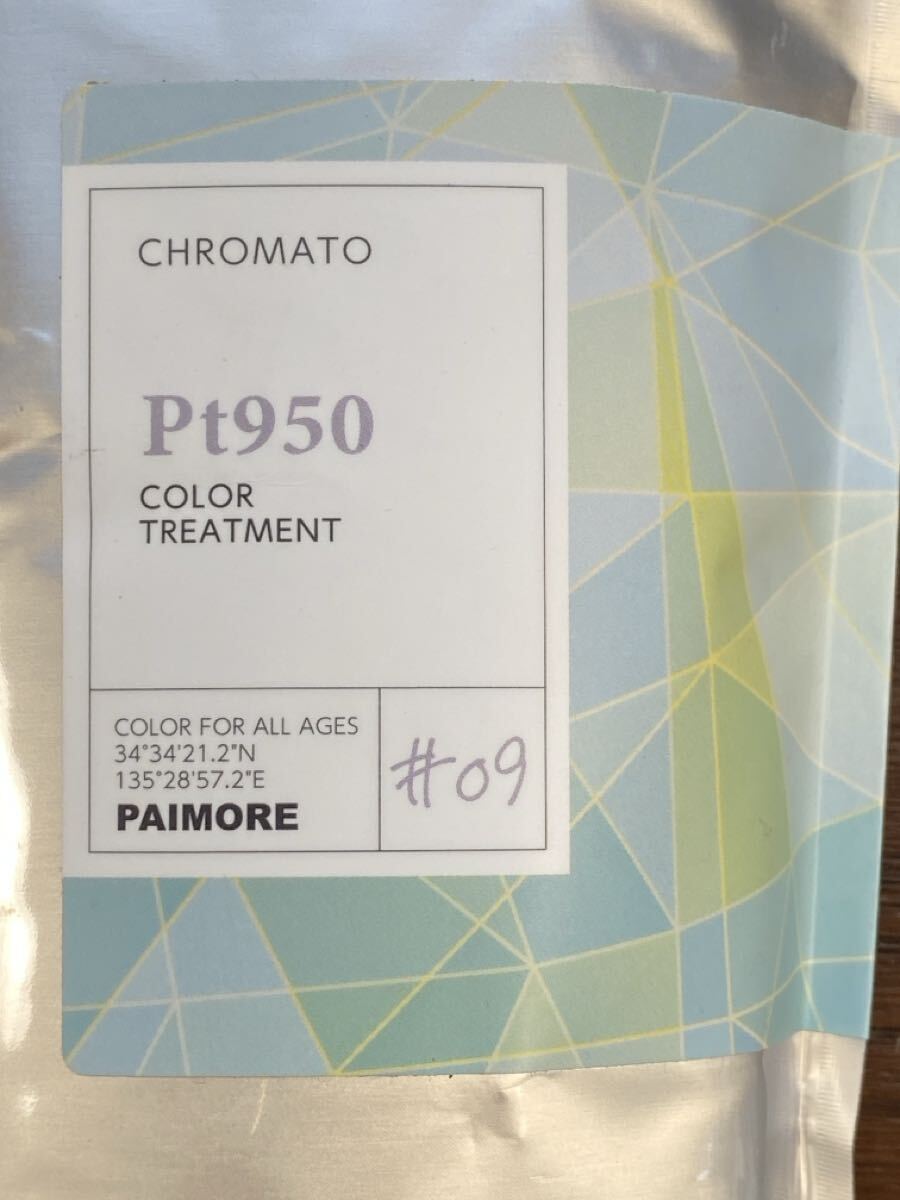 CHROMATO
Pt950
COLOR
TREATMENT
COLOR FOR ALL AGES
34°34'21.2"N
135°28'57.2"E
PAIMORE
#09